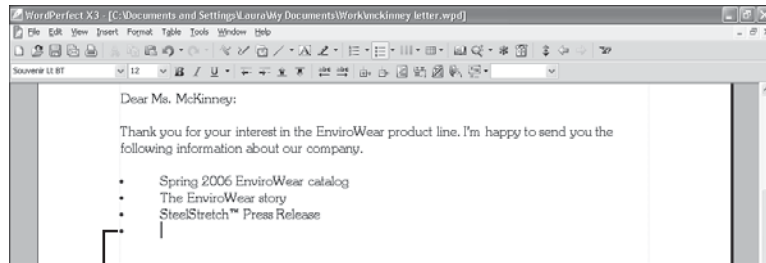 WordPerfect X3 - [C:\Documents and Settings\Laura\My Documents\Work\mckinney letter.wpd]
File Edit View Insert Format Table Tools Window Help
Souvenir Lt BT 12 B I U
Dear Ms. McKinney:
Thank you for your interest in the EnviroWear product line. I'm happy to send you the
following information about our company.
• Spring 2006 EnviroWear catalog
• The EnviroWear story
• SteelStretch™ Press Release
•